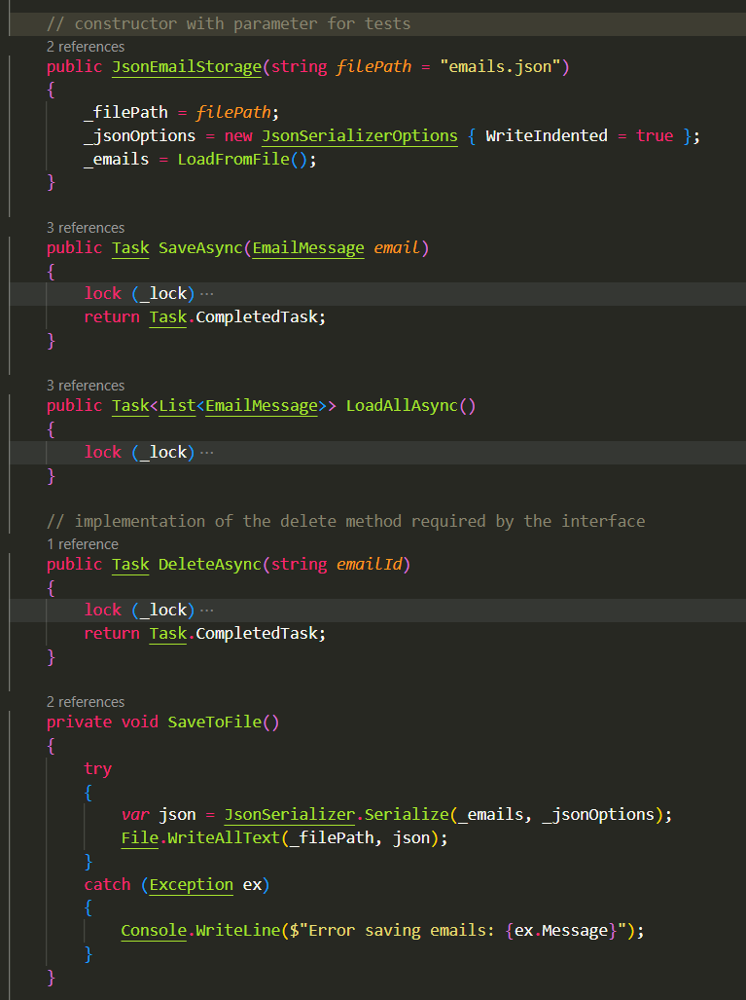 // constructor with parameter for tests
2 references
public JsonEmailStorage(string filePath = "emails.json")
{
_filePath = filePath;
_jsonOptions = new JsonSerializerOptions { WriteIndented = true };
_emails = LoadFromFile();
}
3 references
public Task SaveAsync(EmailMessage email)
{
lock (_lock) ···
return Task.CompletedTask;
}
3 references
public Task<List<EmailMessage>> LoadAllAsync()
{
lock (_lock) ···
}
// implementation of the delete method required by the interface
1 reference
public Task DeleteAsync(string emailId)
{
lock (_lock) ···
return Task.CompletedTask;
}
2 references
private void SaveToFile()
{
try
{
var json = JsonSerializer.Serialize(_emails, _jsonOptions);
File.WriteAllText(_filePath, json);
}
catch (Exception ex)
{
Console.WriteLine($"Error saving emails: {ex.Message}");
}
}